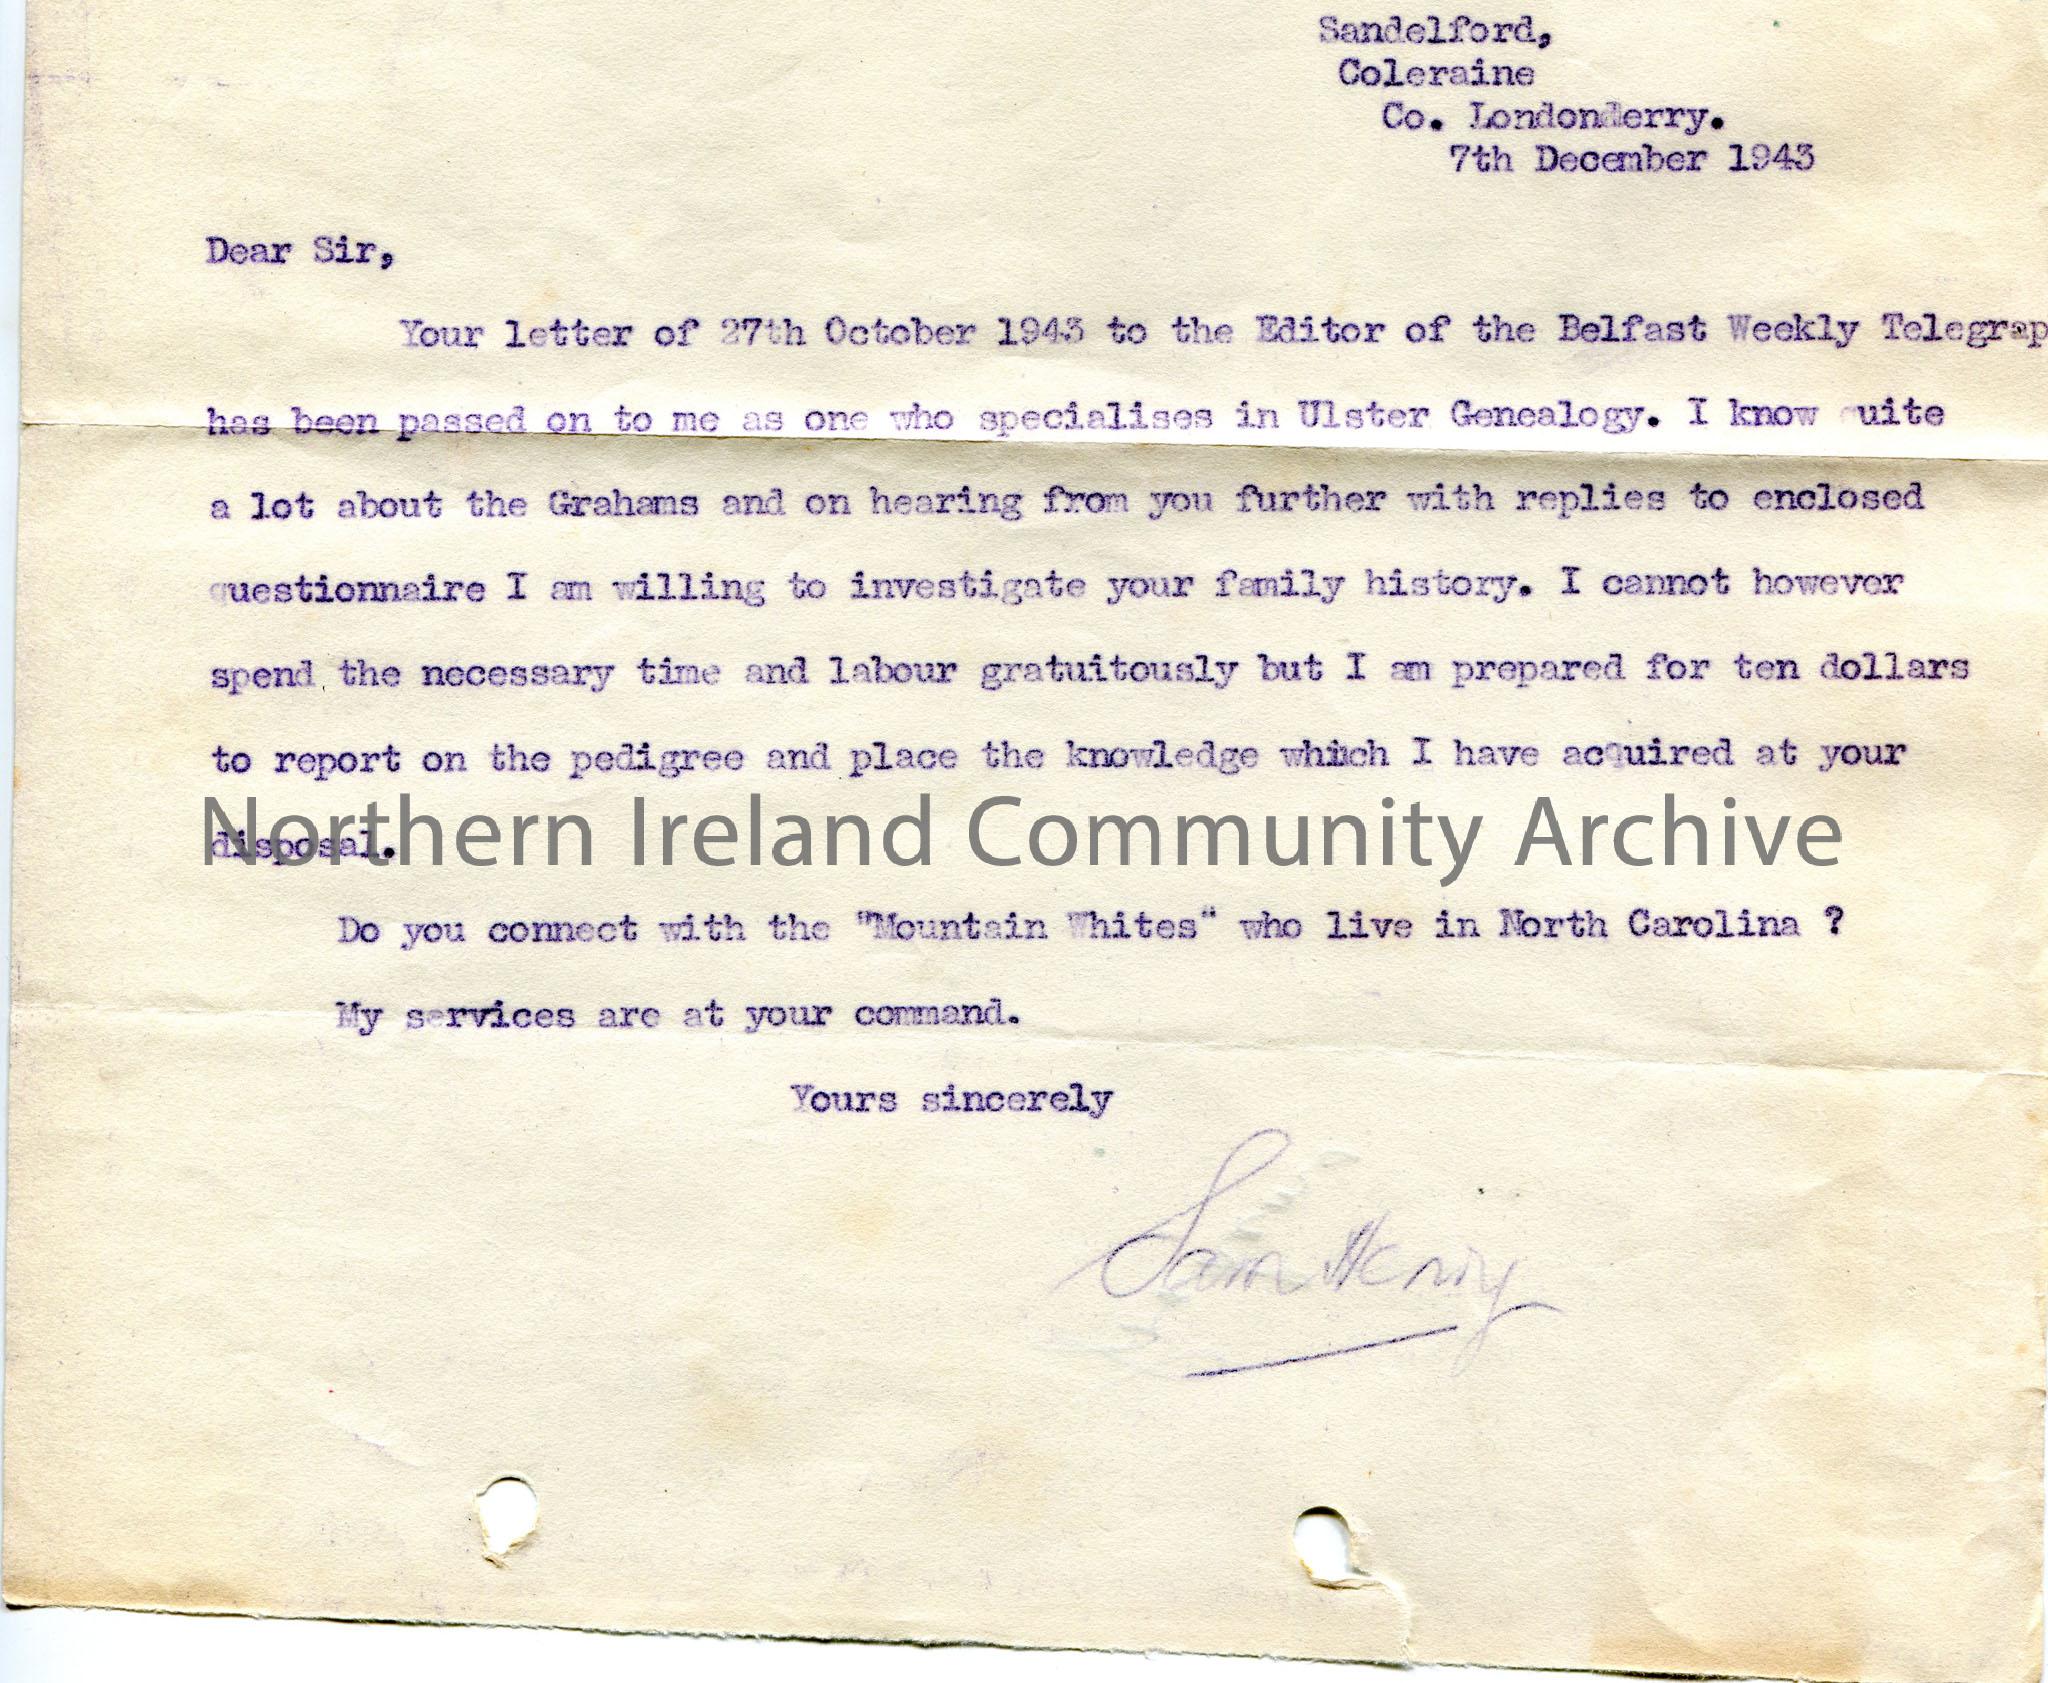 Sandelford,
Coleraine
Co. Londonderry.
7th December 1943
Dear Sir,
Your letter of 27th October 1943 to the Editor of the Belfast Weekly Telegrap
has been passed on to me as one who specialises in Ulster Genealogy. I know quite
a lot about the Grahams and on hearing from you further with replies to enclosed
questionnaire I am willing to investigate your family history. I cannot however
spend the necessary time and labour gratuitously but I am prepared for ten dollars
to report on the pedigree and place the knowledge which I have acquired at your
disposal.
Northern Ireland Community Archive
Do you connect with the "Mountain Whites" who live in North Carolina ?
My services are at your command.
Yours sincerely
Sam Henry